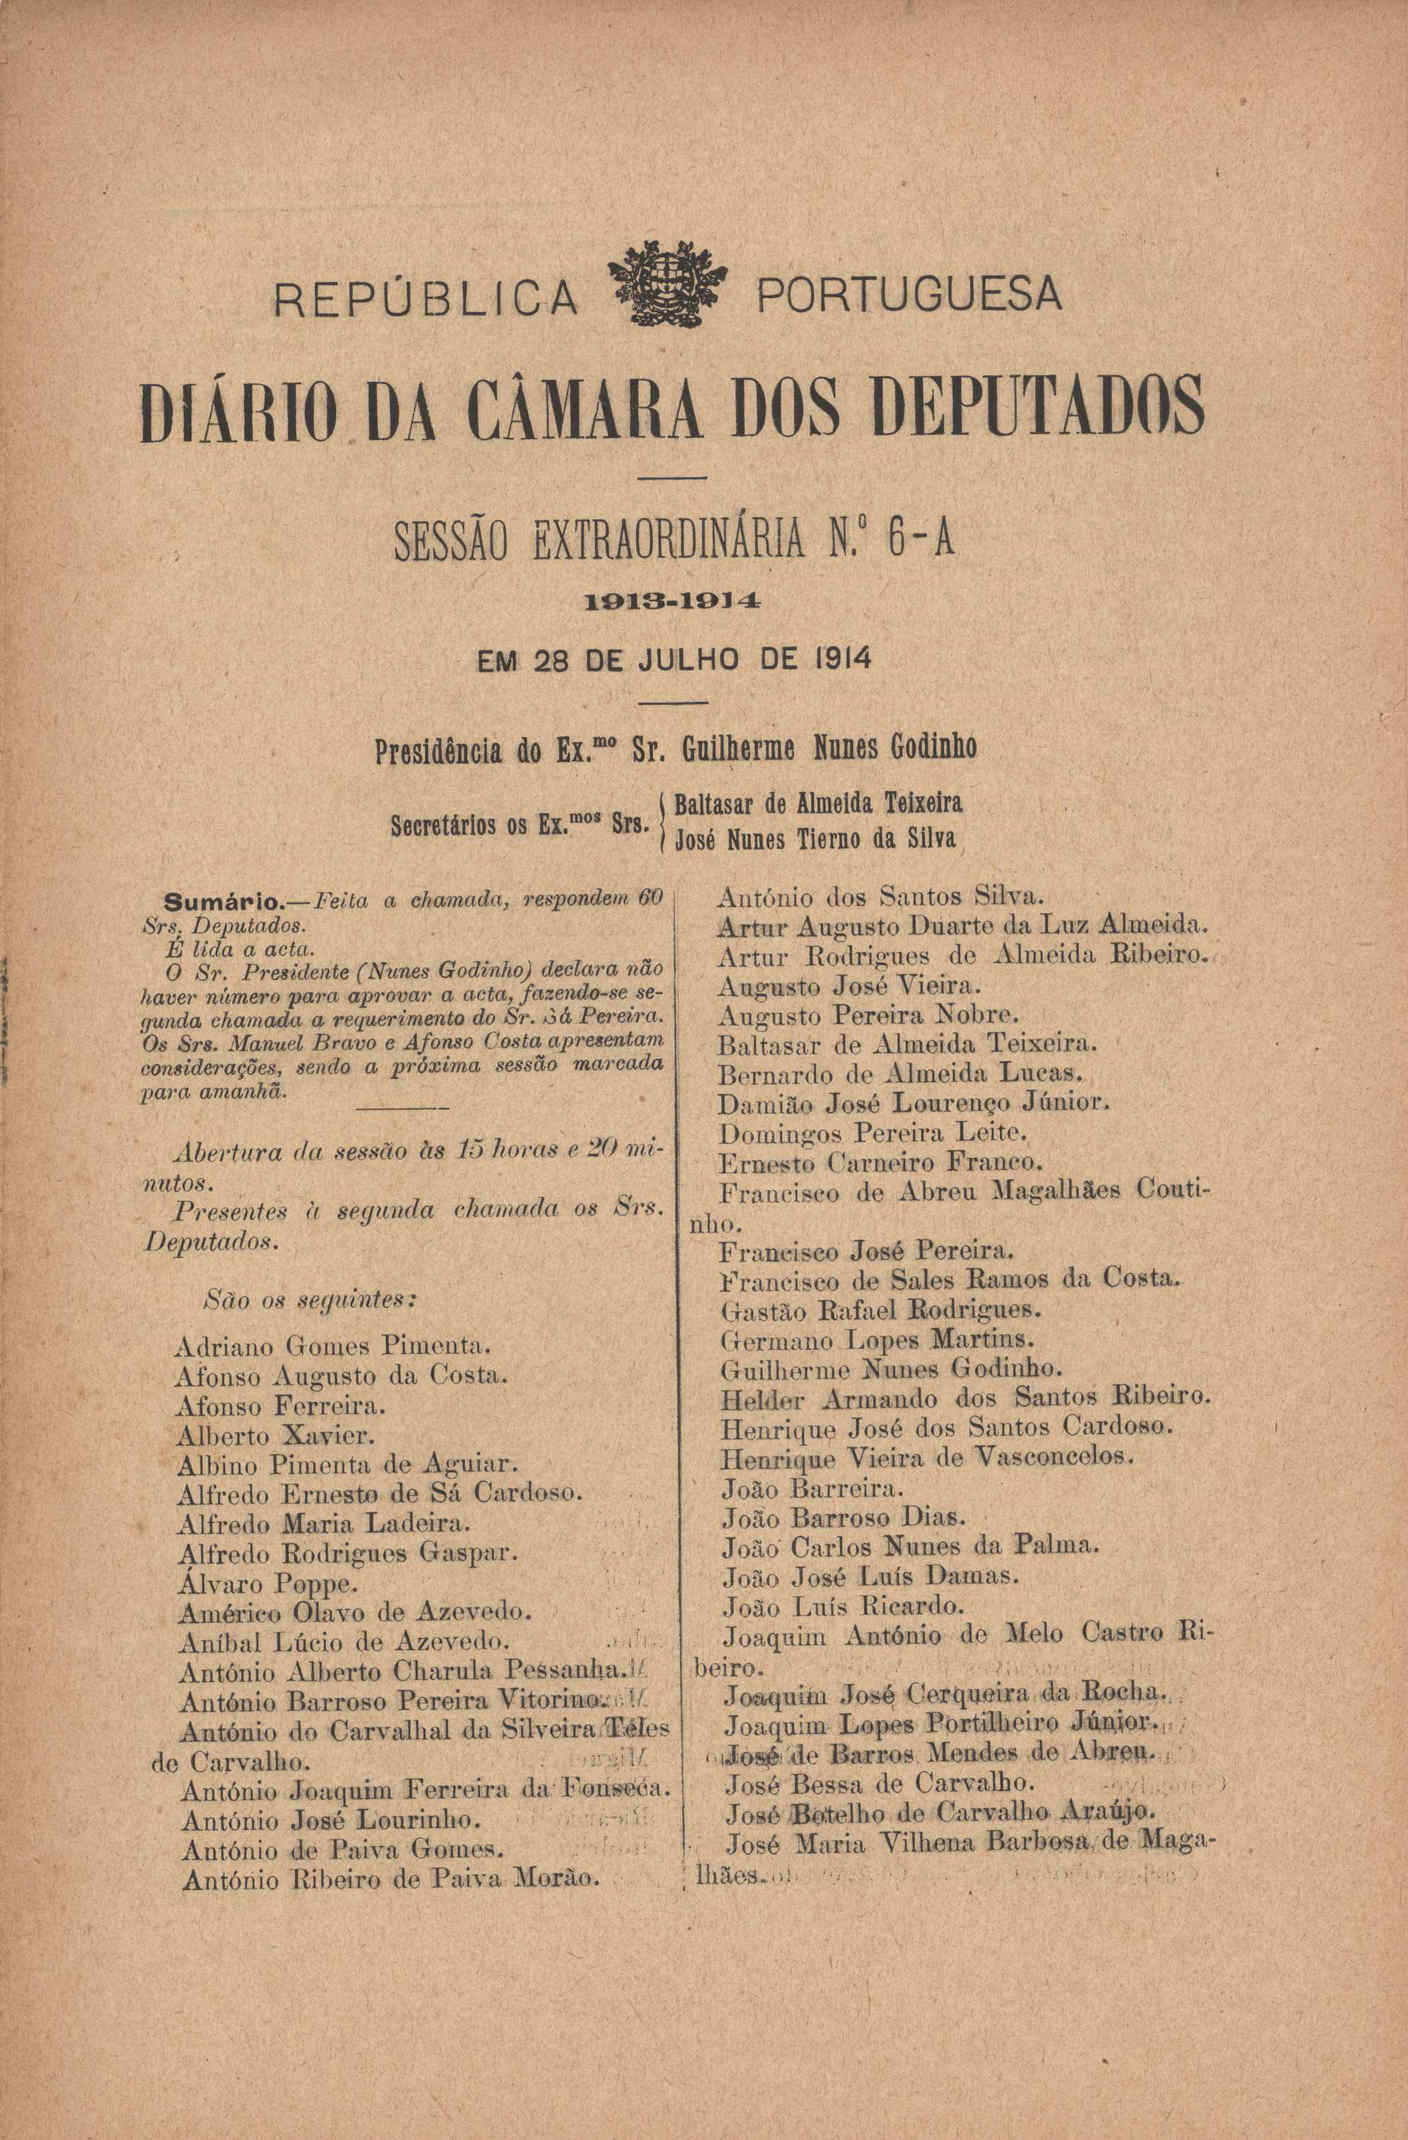 REPÚBLICA PORTUGUESA
DIÁRIO DA CÂMARA DOS DEPUTADOS
SESSÃO EXTRAORDINÁRIA N.º 6-A
1913-1914
EM 28 DE JULHO DE 1914
Presidência do Ex.mo Sr. Guilherme Nunes Godinho
Secretários os Ex.mos Srs.
Baltasar de Almeida Teixeira
José Nunes Tierno da Silva
Sumário.—Feita a chamada, respondem 60
Srs. Deputados.
É lida a acta.
O Sr. Presidente (Nunes Godinho) declara não
haver número para aprovar a acta, fazendo-se se-
gunda chamada a requerimento do Sr. Sá Pereira.
Os Srs. Manuel Bravo e Afonso Costa apresentam
considerações, sendo a próxima sessão marcada
para amanhã.
Abertura da sessão às 15 horas e 20 mi-
nutos.
Presentes à segunda chamada os Srs.
Deputados.
São os seguintes:
Adriano Gomes Pimenta.
Afonso Augusto da Costa.
Afonso Ferreira.
Alberto Xavier.
Albino Pimenta de Aguiar.
Alfredo Ernesto de Sá Cardoso.
Alfredo Maria Ladeira.
Alfredo Rodrigues Gaspar.
Álvaro Poppe.
Américo Olavo de Azevedo.
Aníbal Lúcio de Azevedo.
António Alberto Charula Pessanha.
António Barroso Pereira Vitorino.
António do Carvalhal da Silveira Téles
de Carvalho.
António Joaquim Ferreira da Fonseca.
António José Lourinho.
António de Paiva Gomes.
António Ribeiro de Paiva Morão.
António dos Santos Silva.
Artur Augusto Duarte da Luz Almeida.
Artur Rodrigues de Almeida Ribeiro.
Augusto José Vieira.
Augusto Pereira Nobre.
Baltasar de Almeida Teixeira.
Bernardo de Almeida Lucas.
Damião José Lourenço Júnior.
Domingos Pereira Leite.
Ernesto Carneiro Franco.
Francisco de Abreu Magalhães Couti-
nho.
Francisco José Pereira.
Francisco de Sales Ramos da Costa.
Gastão Rafael Rodrigues.
Germano Lopes Martins.
Guilherme Nunes Godinho.
Helder Armando dos Santos Ribeiro.
Henrique José dos Santos Cardoso.
Henrique Vieira de Vasconcelos.
João Barreira.
João Barroso Dias.
João Carlos Nunes da Palma.
João José Luís Damas.
João Luís Ricardo.
Joaquim António de Melo Castro Ri-
beiro.
Joaquim José Cerqueira da Rocha.
Joaquim Lopes Portilheiro Júnior.
José de Barros Mendes de Abreu.
José Bessa de Carvalho.
José Botelho de Carvalho Araújo.
José Maria Vilhena Barbosa de Maga-
lhães.